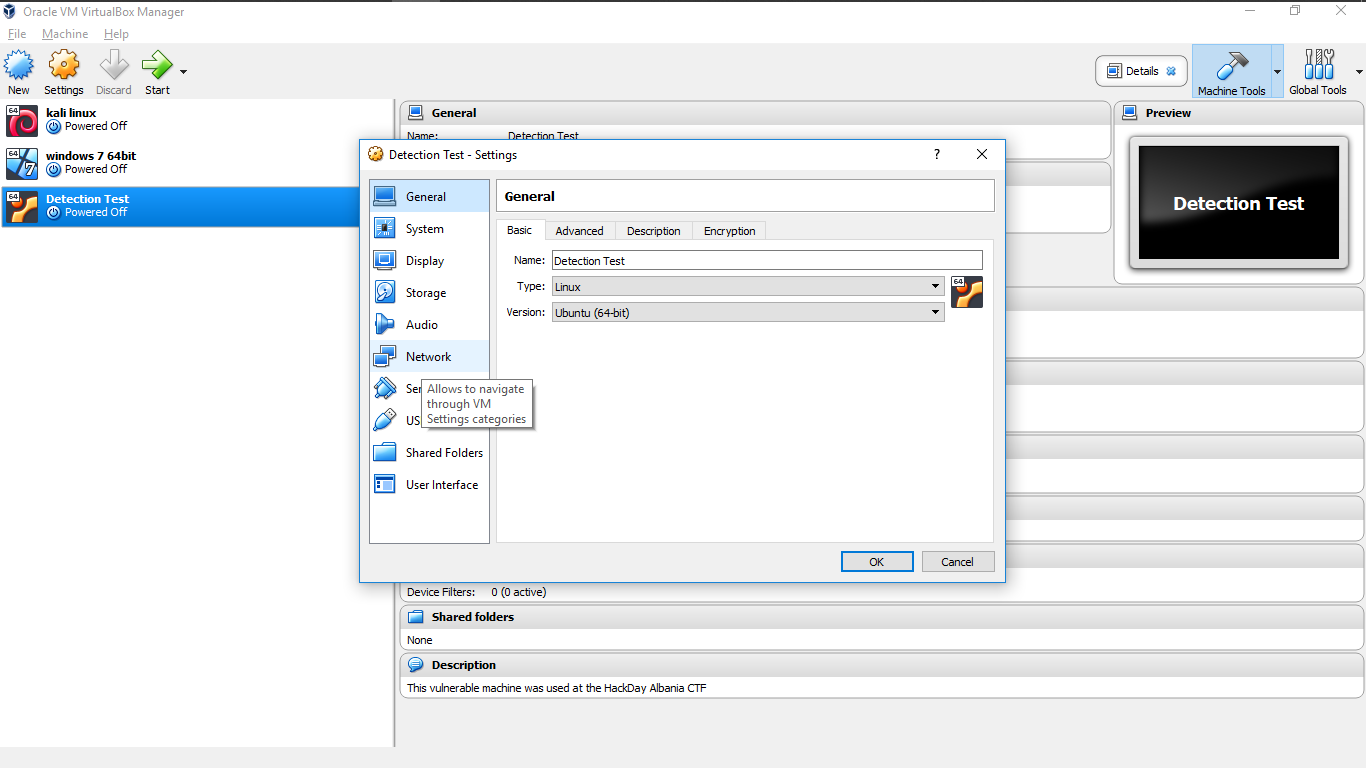 Oracle VM VirtualBox Manager
File Machine Help
New Settings Discard Start
Details Machine Tools Global Tools
64 kali linux
Powered Off
64 windows 7 64bit
Powered Off
64 Detection Test
Powered Off
General
Name: Detection Test
Preview
Detection Test
Detection Test - Settings
?
General
System
Display
Storage
Audio
Network
Ser
US
Shared Folders
User Interface
Allows to navigate
through VM
Settings categories
General
Basic Advanced Description Encryption
Name: Detection Test
Type: Linux
64
Version: Ubuntu (64-bit)
OK Cancel
Device Filters: 0 (0 active)
Shared folders
None
Description
This vulnerable machine was used at the HackDay Albania CTF